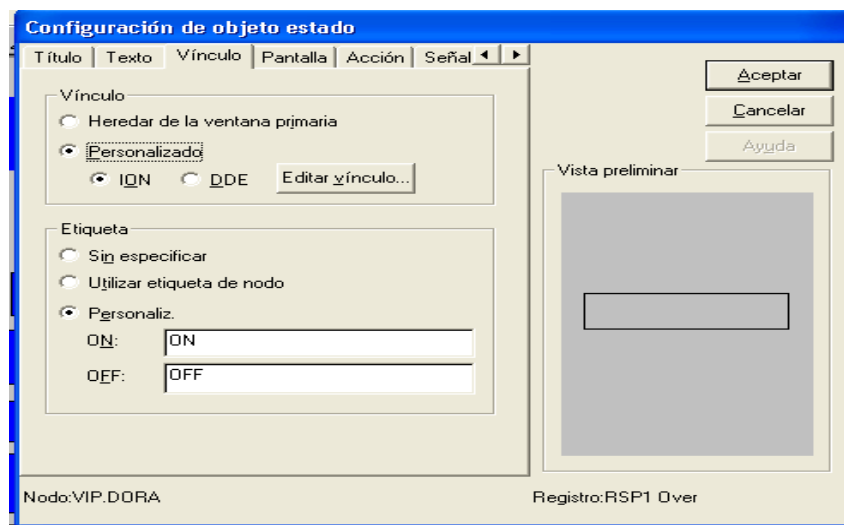 Configuración de objeto estado
Título Texto Vínculo Pantalla Acción Señal
Vínculo
Heredar de la ventana primaria
Personalizado
ION DDE Editar vínculo...
Etiqueta
Sin especificar
Utilizar etiqueta de nodo
Personaliz.
ON: ON
OFF: OFF
Aceptar
Cancelar
Ayuda
Vista preliminar
Nodo:VIP.DORA
Registro:RSP1 Over